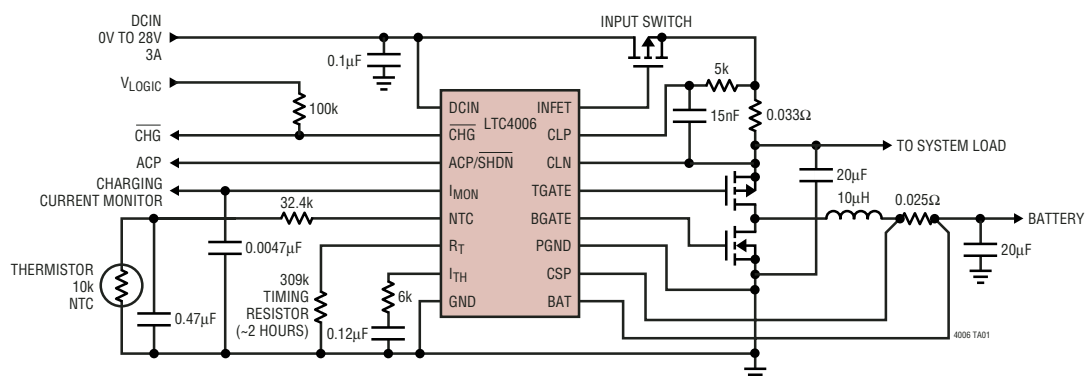 DCIN
0V TO 28V
3A
INPUT SWITCH
0.1µF
VLOGIC
100k
5k
15nF
0.033Ω
LTC4006
DCIN
INFET
CHG
CHG
CLP
ACP
ACP/SHDN
CLN
TO SYSTEM LOAD
CHARGING
CURRENT MONITOR
IMON
TGATE
20µF
32.4k
NTC
BGATE
10µH
0.025Ω
BATTERY
0.0047µF
RT
PGND
20µF
THERMISTOR
10k
NTC
309k
TIMING
RESISTOR
(~2 HOURS)
ITH
CSP
6k
GND
BAT
0.47µF
0.12µF
4006 TA01